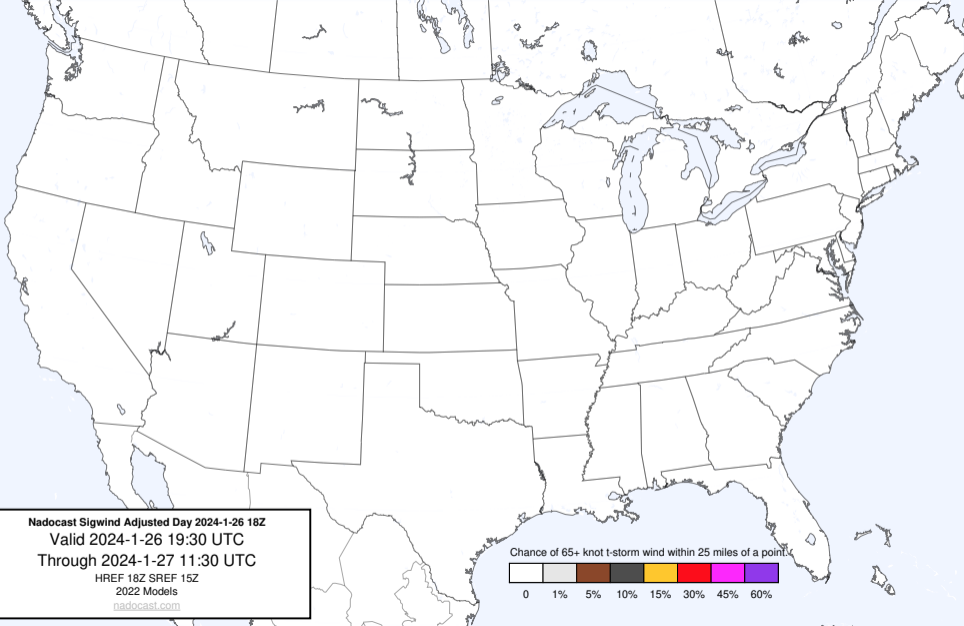 Nadocast Sigwind Adjusted Day 2024-1-26 18Z
Valid 2024-1-26 19:30 UTC
Through 2024-1-27 11:30 UTC
HREF 18Z SREF 15Z
2022 Models
nadocast.com
Chance of 65+ knot t-storm wind within 25 miles of a point.
0 1% 5% 10% 15% 30% 45% 60%